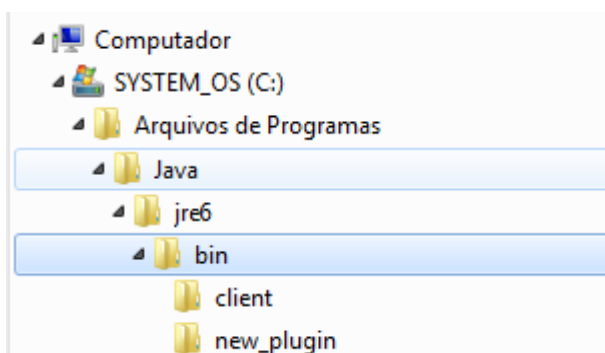 Computador
SYSTEM_OS (C:)
Arquivos de Programas
Java
jre6
bin
client
new_plugin